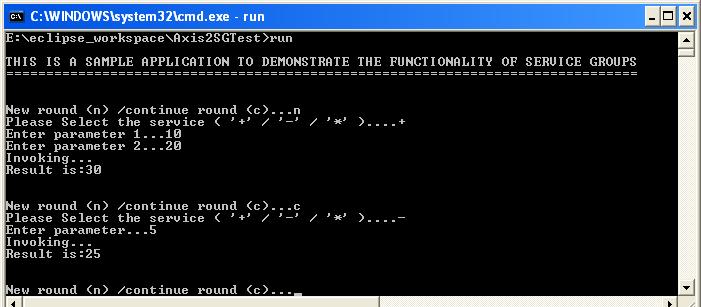 C:\WINDOWS\system32\cmd.exe - run
E:\eclipse_workspace\Axis2SGTest>run
THIS IS A SAMPLE APPLICATION TO DEMONSTRATE THE FUNCTIONALITY OF SERVICE GROUPS
===============================================================================
New round (n) /continue round (c)...n
Please Select the service ( '+' / '-' / '*' )....+
Enter parameter 1...10
Enter parameter 2...20
Invoking...
Result is:30
New round (n) /continue round (c)...c
Please Select the service ( '+' / '-' / '*' )....-
Enter parameter...5
Invoking...
Result is:25
New round (n) /continue round (c)..._